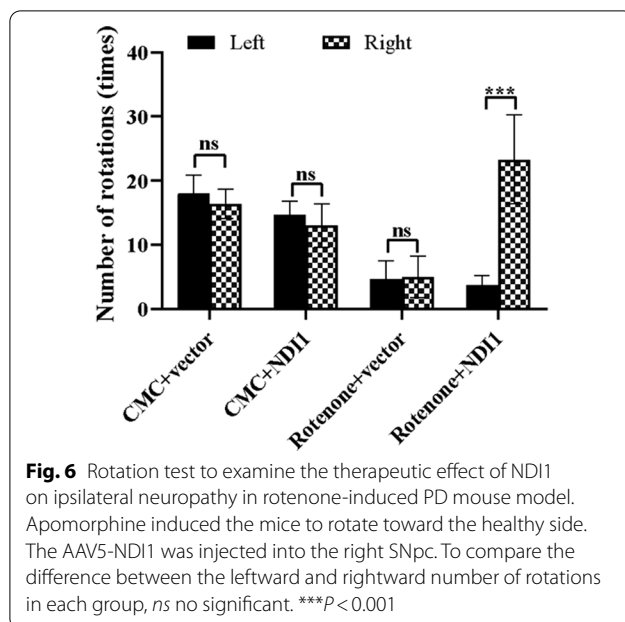 Left Right
40
30
20
10
0
Number of rotations (times)
ns
ns
ns
***
CMC+vector
CMC+NDI1
Rotenone+vector
Rotenone+NDI1
Fig. 6 Rotation test to examine the therapeutic effect of NDI1
on ipsilateral neuropathy in rotenone-induced PD mouse model.
Apomorphine induced the mice to rotate toward the healthy side.
The AAV5-NDI1 was injected into the right SNpc. To compare the
difference between the leftward and rightward number of rotations
in each group, ns no significant. ***P < 0.001